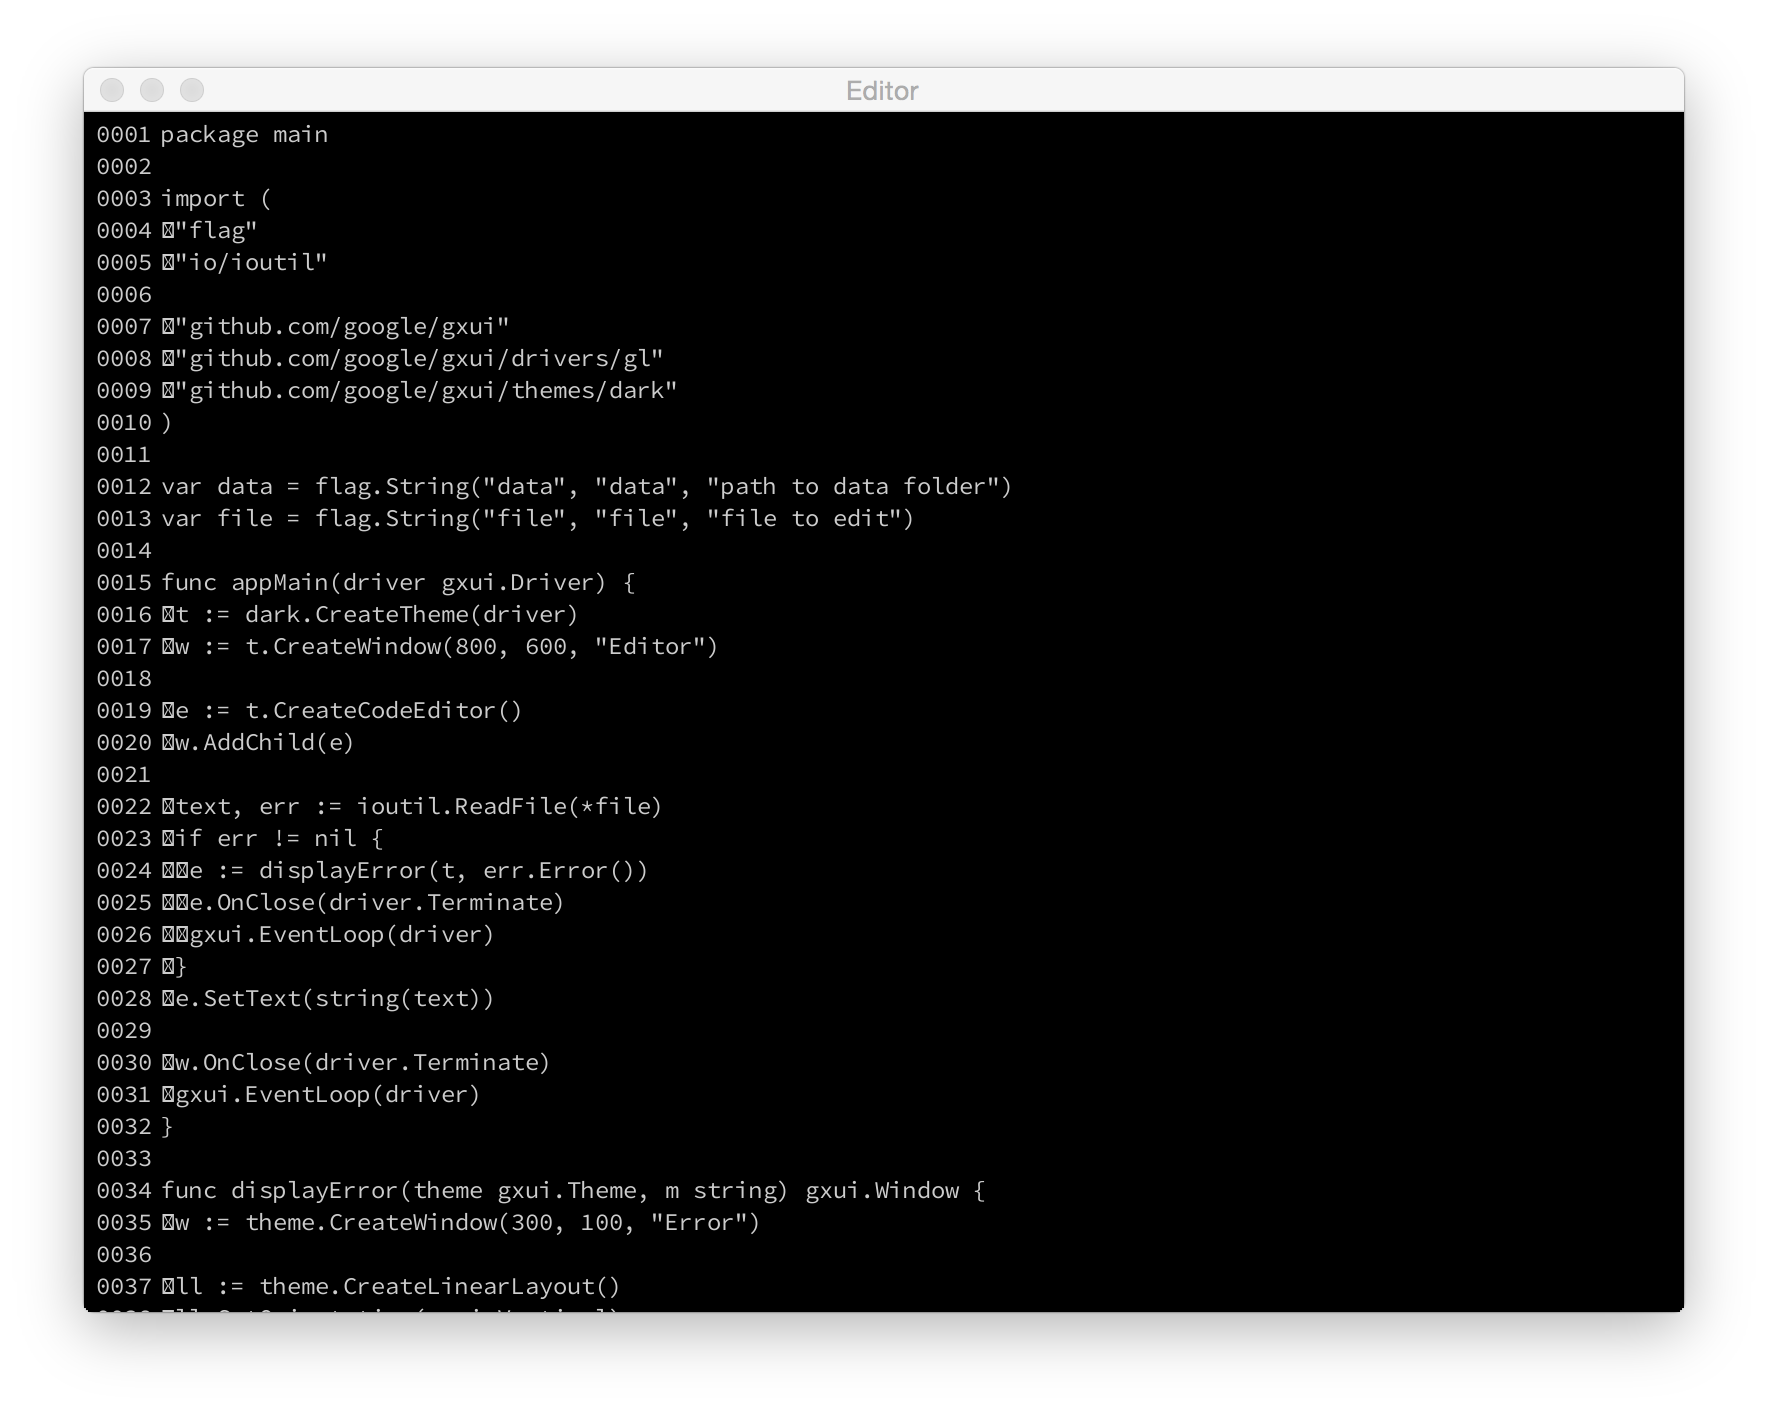 Editor
0001 package main
0002
0003 import (
0004 "flag"
0005 "io/ioutil"
0006
0007 "github.com/google/gxui"
0008 "github.com/google/gxui/drivers/gl"
0009 "github.com/google/gxui/themes/dark"
0010 )
0011
0012 var data = flag.String("data", "data", "path to data folder")
0013 var file = flag.String("file", "file", "file to edit")
0014
0015 func appMain(driver gxui.Driver) {
0016 t := dark.CreateTheme(driver)
0017 w := t.CreateWindow(800, 600, "Editor")
0018
0019 e := t.CreateCodeEditor()
0020 w.AddChild(e)
0021
0022 text, err := ioutil.ReadFile(*file)
0023 if err != nil {
0024 e := displayError(t, err.Error())
0025 e.OnClose(driver.Terminate)
0026 gxui.EventLoop(driver)
0027 }
0028 e.SetText(string(text))
0029
0030 w.OnClose(driver.Terminate)
0031 gxui.EventLoop(driver)
0032 }
0033
0034 func displayError(theme gxui.Theme, m string) gxui.Window {
0035 w := theme.CreateWindow(300, 100, "Error")
0036
0037 ll := theme.CreateLinearLayout()